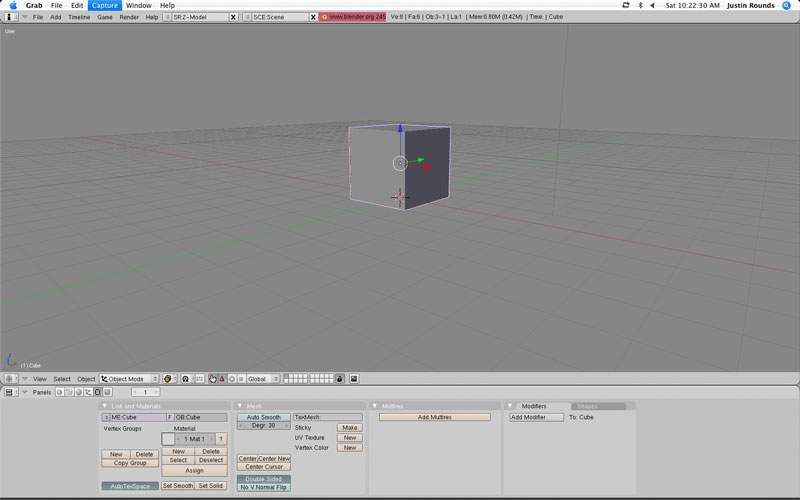 Grab File Edit Capture Window Help Sat 10:22:30 AM Justin Rounds
File Add Timeline Game Render Help SR:2-Model SCE:Scene www.blender.org 245 Ve:8 | Fa:6 | Ob:3-1 | La:1 | Mem:0.80M (0.42M) | Time: | Cube
User
z
(1) Cube
View Select Object Object Mode Global
Panels 1
Link and Materials Mesh Multires Modifiers Shapes
ME:Cube F OB:Cube Auto Smooth TexMesh: Add Multires Add Modifier To: Cube
Vertex Groups Material Degr: 30 Sticky Make
1 Mat 1 ? UV Texture New
New Delete New Delete Vertex Color New
Copy Group Select Deselect Center Center New
Assign Center Cursor
Double Sided
AutoTexSpace Set Smooth Set Solid No V.Normal Flip